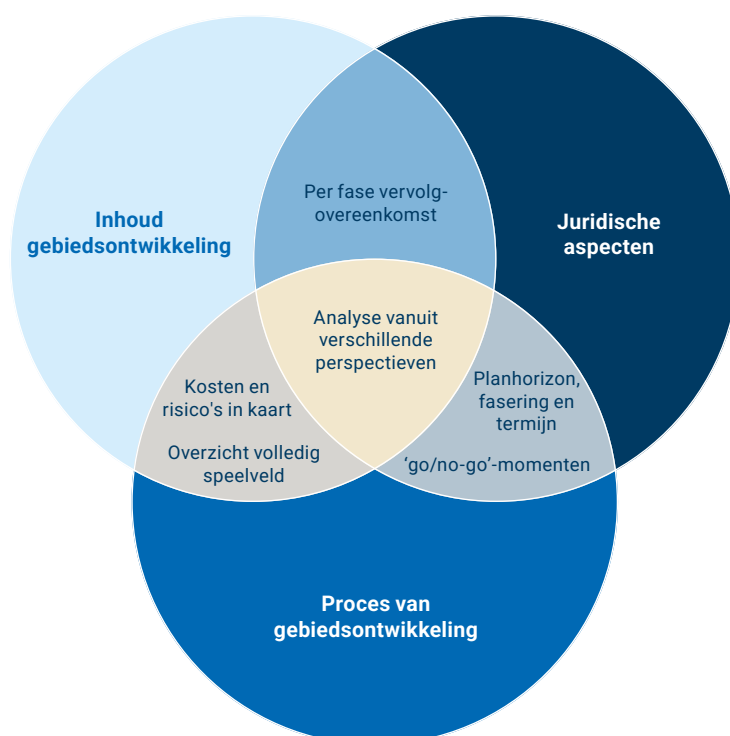 Per fase vervolg-
overeenkomst
Inhoud
gebiedsontwikkeling
Juridische
aspecten
Analyse vanuit
verschillende
perspectieven
Kosten en
risico's in kaart
Overzicht volledig
speelveld
Planhorizon,
fasering en
termijn
‘go/no-go’-momenten
Proces van
gebiedsontwikkeling